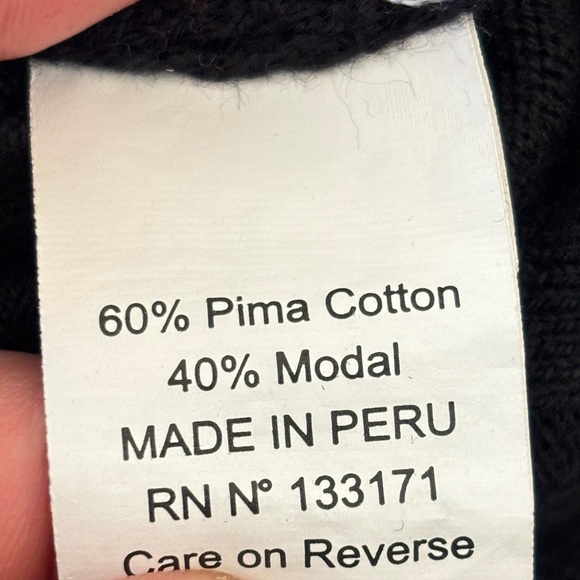 60% Pima Cotton
40% Modal
MADE IN PERU
RN Nº 133171
Care on Reverse